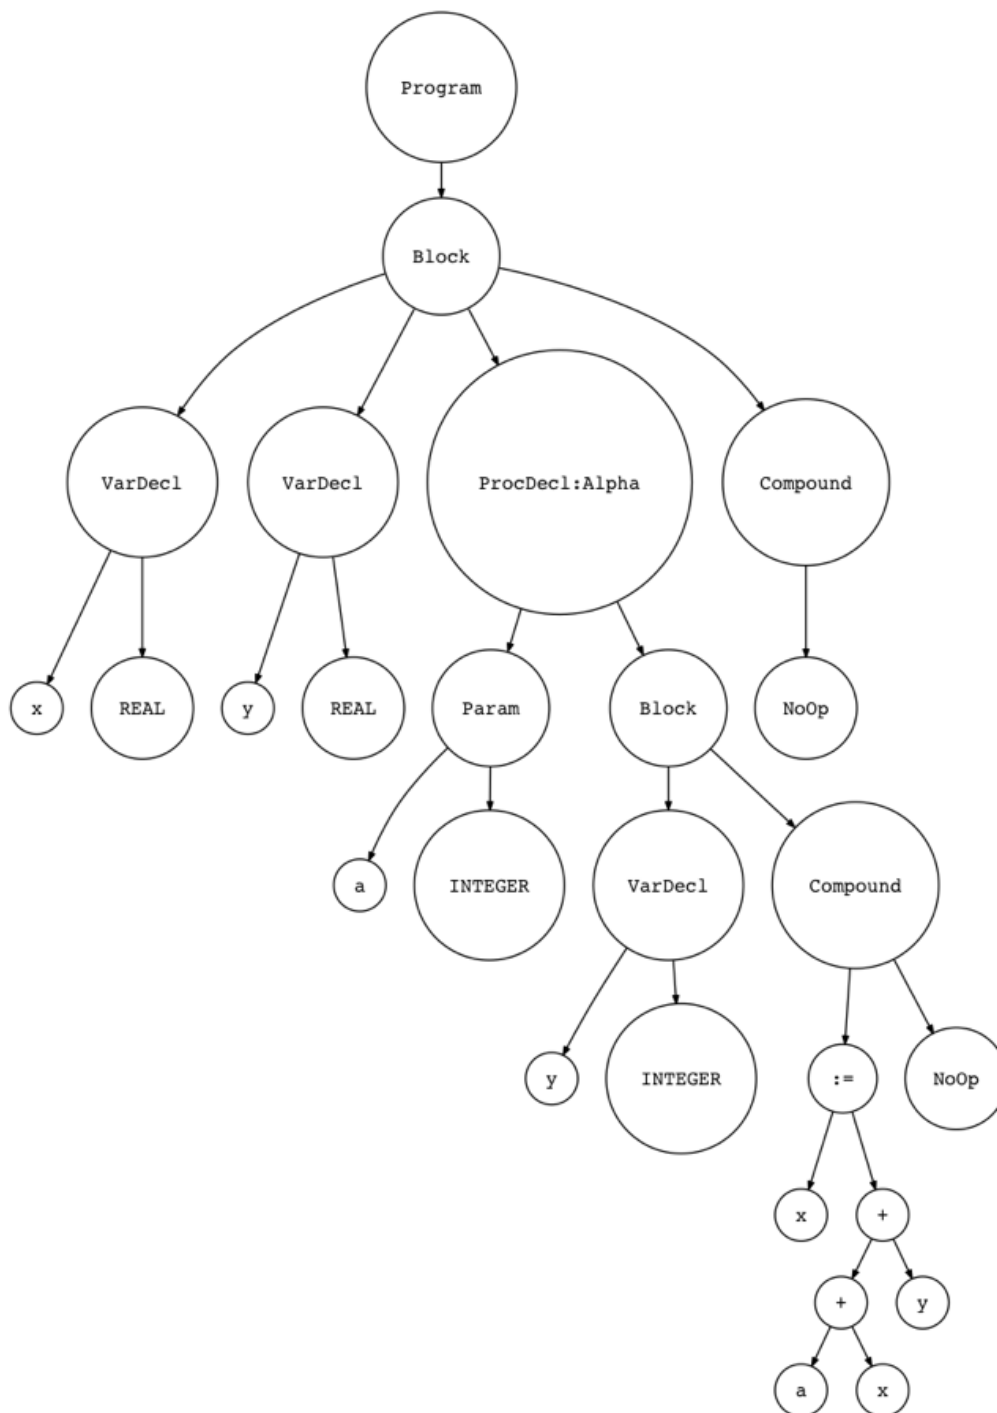 Program
Block
VarDecl
VarDecl
ProcDecl:Alpha
Compound
x
REAL
y
REAL
Param
Block
NoOp
a
INTEGER
VarDecl
Compound
y
INTEGER
:=
NoOp
x
+
+
y
a
x